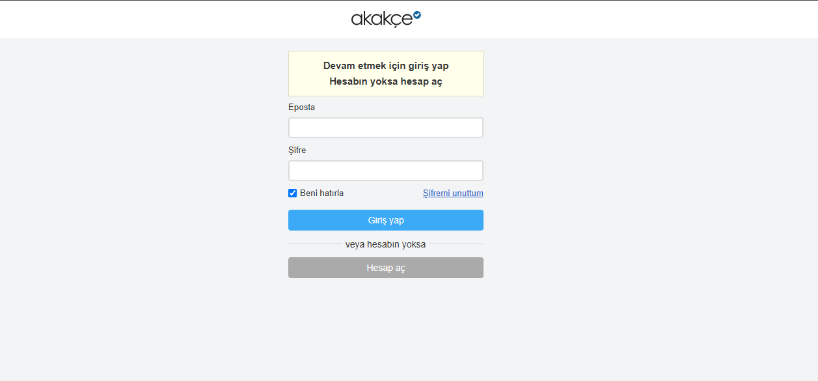 akakçe
Devam etmek için giriş yap
Hesabın yoksa hesap aç
Eposta
Şifre
Beni hatırla Şifremi unuttum
Giriş yap
veya hesabın yoksa
Hesap aç